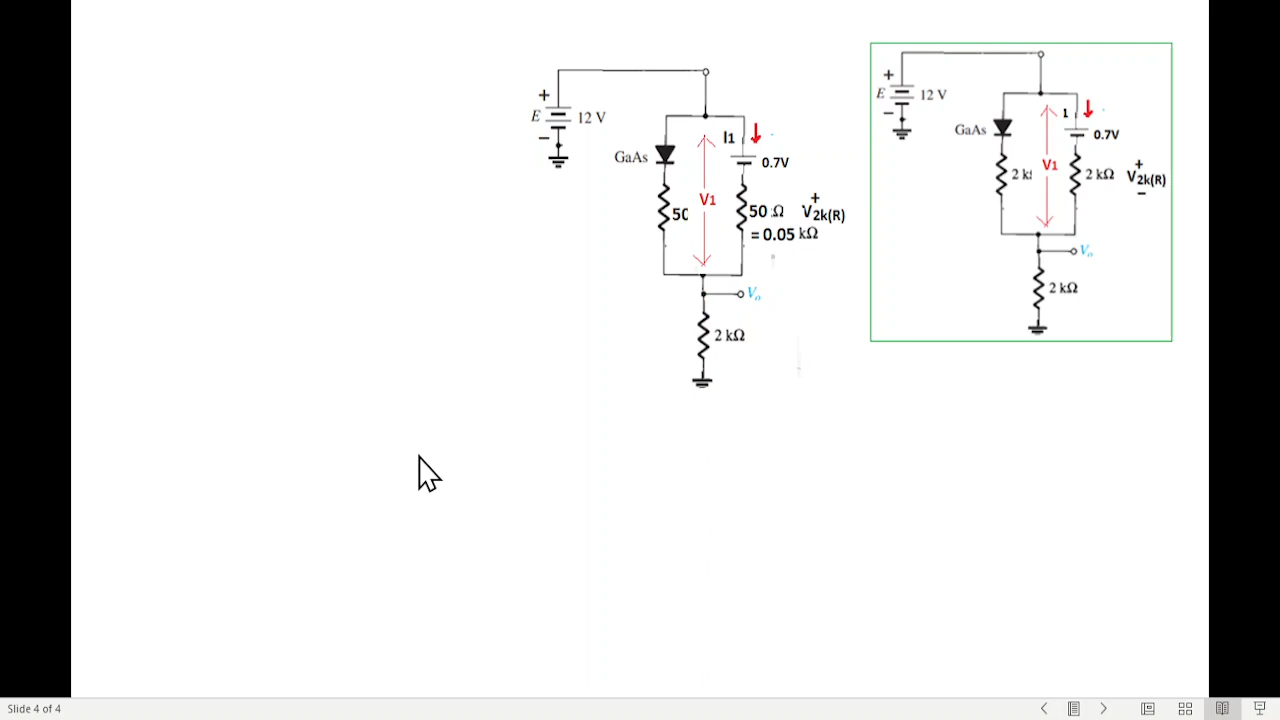 +
E
12 V
−
GaAs
I1
0.7V
V1
50
50 Ω
= 0.05 kΩ
+
V2k(R)
Vo
2 kΩ
+
E
12 V
−
GaAs
1
0.7V
V1
2 k
2 kΩ
+
V2k(R)
−
Vo
2 kΩ
Slide 4 of 4